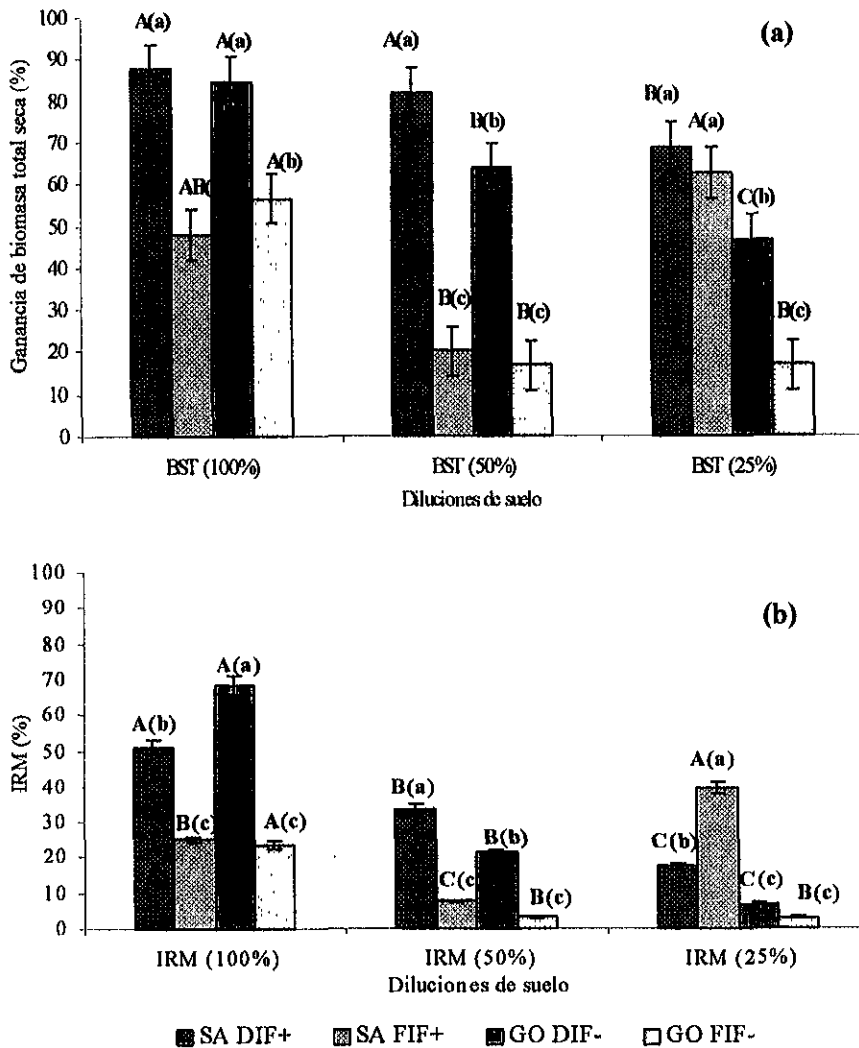 (a)
Ganancia de biomasa total seca (%)
100
90
80
70
60
50
40
30
20
10
0
A(a)
AB(
A(a)
A(b)
A(a)
B(c)
B(b)
B(c)
B(a)
A(a)
C(b)
B(c)
BST (100%)
BST (50%)
BST (25%)
Diluciones de suelo
(b)
IRM (%)
100
90
80
70
60
50
40
30
20
10
0
A(b)
B(c)
A(a)
A(c)
B(a)
C(c)
B(b)
B(c)
C(b)
A(a)
C(c)
B(c)
IRM (100%)
IRM (50%)
IRM (25%)
Diluciones de suelo
SA DIF+ SA FIF+ GO DIF- GO FIF-